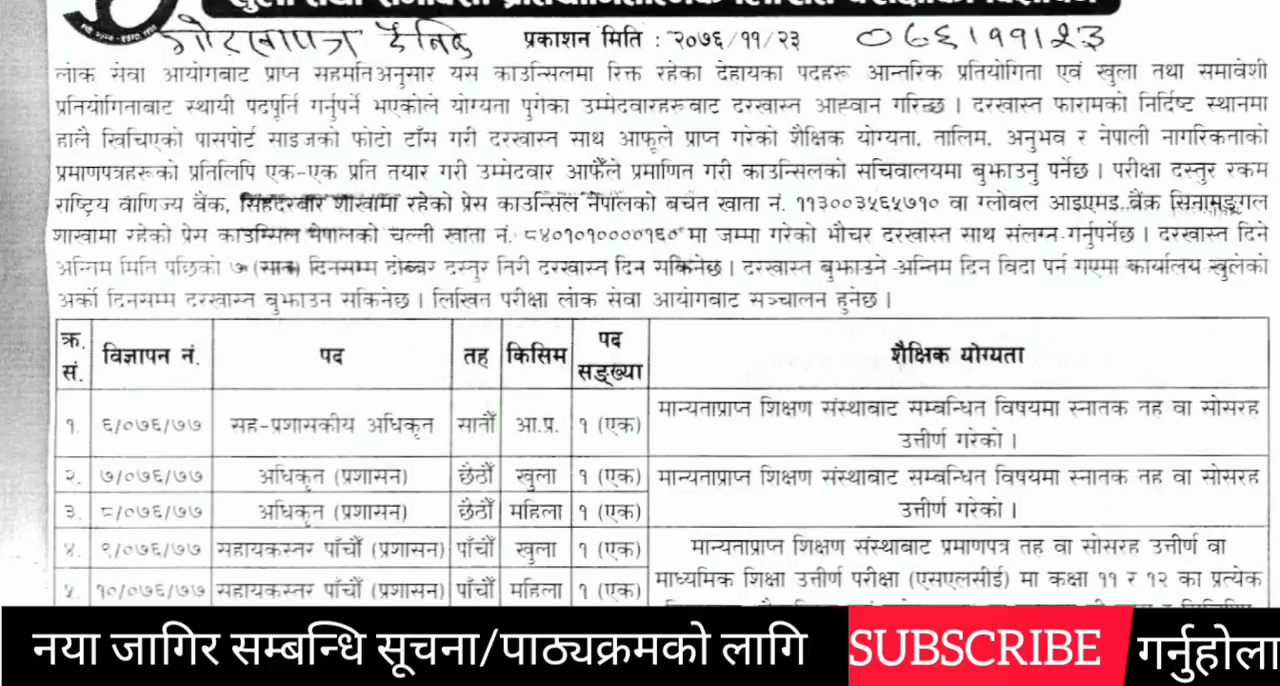 खुला तथा समावेशी प्रतियोगितात्मक लिखित परीक्षाको विज्ञापन
गोरखापत्र दैनिक प्रकाशन मिति : २०७६/११/२३ ०७६।११।२३
लोक सेवा आयोगबाट प्राप्त सहमतिअनुसार यस काउन्सिलमा रिक्त रहेका देहायका पदहरू आन्तरिक प्रतियोगिता एवं खुला तथा समावेशी
प्रतियोगिताबाट स्थायी पदपूर्ति गर्नुपर्ने भएकोले योग्यता पुगेका उम्मेदवारहरूबाट दरखास्त आह्वान गरिन्छ । दरखास्त फारामको निर्दिष्ट स्थानमा
हालै खिचिएको पासपोर्ट साइजको फोटो टाँस गरी दरखास्त साथ आफूले प्राप्त गरेको शैक्षिक योग्यता, तालिम, अनुभव र नेपाली नागरिकताको
प्रमाणपत्रहरूको प्रतिलिपि एक-एक प्रति तयार गरी उम्मेदवार आफैँले प्रमाणित गरी काउन्सिलको सचिवालयमा बुझाउनु पर्नेछ । परीक्षा दस्तुर रकम
राष्ट्रिय वाणिज्य बैंक, सिंहदरबार शाखामा रहेको प्रेस काउन्सिल नेपालको बचत खाता नं. ११३००३५६५७१० वा ग्लोबल आइएमइ बैंक सिनामङ्गल
शाखामा रहेको प्रेस काउन्सिल नेपालको चल्ती खाता नं. ८४०१०१००००१६० मा जम्मा गरेको भौचर दरखास्त साथ संलग्न गर्नुपर्नेछ । दरखास्त दिने
अन्तिम मिति पछिको ७ (सात) दिनसम्म दोब्बर दस्तुर तिरी दरखास्त दिन सकिनेछ । दरखास्त बुझाउने अन्तिम दिन विदा पर्न गएमा कार्यालय खुलेको
अर्को दिनसम्म दरखास्त बुझाउन सकिनेछ । लिखित परीक्षा लोक सेवा आयोगबाट सञ्चालन हुनेछ ।
क्र. सं. विज्ञापन नं. पद तह किसिम पद सङ्ख्या शैक्षिक योग्यता
१. ६/०७६/७७ सह-प्रशासकीय अधिकृत सातौँ आ.प्र. १ (एक) मान्यताप्राप्त शिक्षण संस्थाबाट सम्बन्धित विषयमा स्नातक तह वा सोसरह
उत्तीर्ण गरेको ।
२. ७/०७६/७७ अधिकृत (प्रशासन) छैठौँ खुला १ (एक) मान्यताप्राप्त शिक्षण संस्थाबाट सम्बन्धित विषयमा स्नातक तह वा सोसरह
३. ८/०७६/७७ अधिकृत (प्रशासन) छैठौँ महिला १ (एक) उत्तीर्ण गरेको ।
४. ९/०७६/७७ सहायकस्तर पाँचौँ (प्रशासन) पाँचौँ खुला १ (एक) मान्यताप्राप्त शिक्षण संस्थाबाट प्रमाणपत्र तह वा सोसरह उत्तीर्ण वा
५. १०/०७६/७७ सहायकस्तर पाँचौँ (प्रशासन) पाँचौँ महिला १ (एक) माध्यमिक शिक्षा उत्तीर्ण परीक्षा (एसएलसीई) मा कक्षा ११ र १२ का प्रत्येक
नया जागिर सम्बन्धि सूचना/पाठ्यक्रमको लागि SUBSCRIBE गर्नुहोला